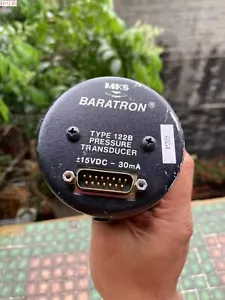 MKS
BARATRON®
TYPE 122B
PRESSURE
TRANSDUCER
±15VDC - 30mA